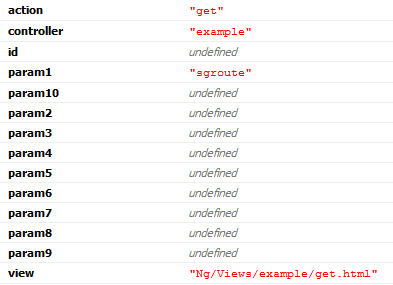 action "get"
controller "example"
id undefined
param1 "sgroute"
param10 undefined
param2 undefined
param3 undefined
param4 undefined
param5 undefined
param6 undefined
param7 undefined
param8 undefined
param9 undefined
view "Ng/Views/example/get.html"